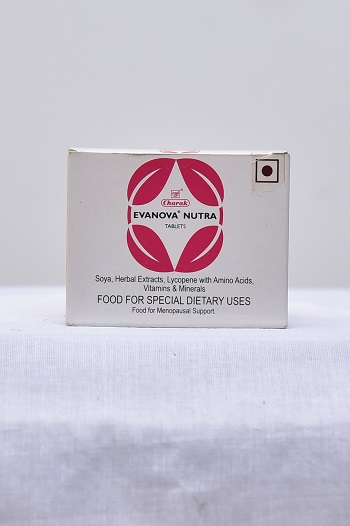 Charak
EVANOVA® NUTRA
TABLETS
Soya, Herbal Extracts, Lycopene with Amino Acids,
Vitamins & Minerals
FOOD FOR SPECIAL DIETARY USES
Food for Menopausal Support